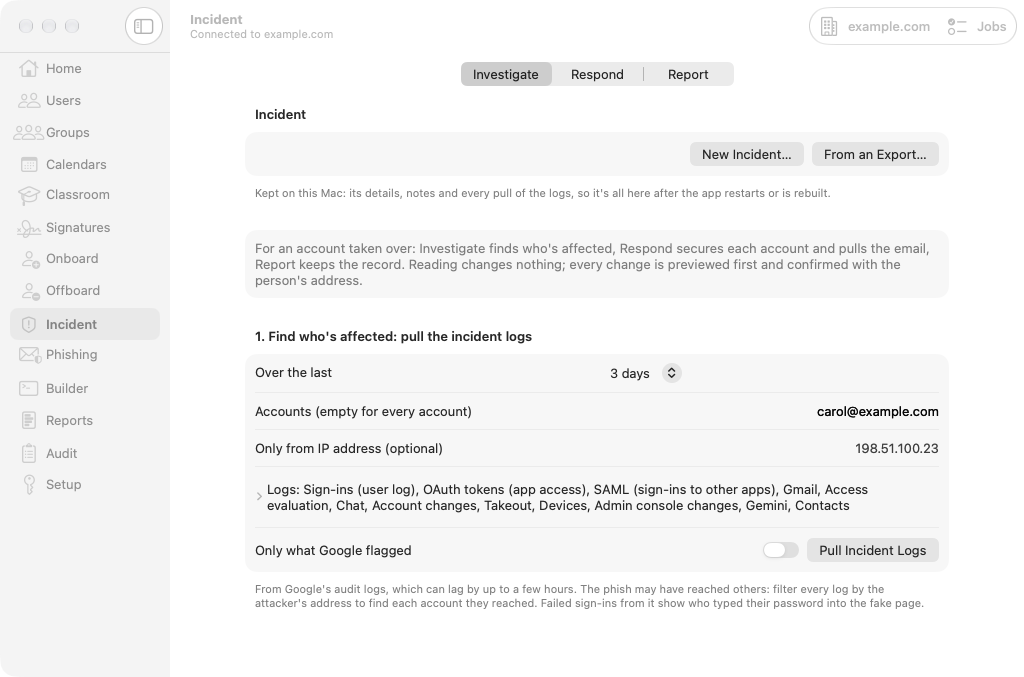 Incident
Connected to example.com
example.com
Jobs
Home
Users
Groups
Calendars
Classroom
Signatures
Onboard
Offboard
Incident
Phishing
Builder
Reports
Audit
Setup
Investigate
Respond
Report
Incident
New Incident...
From an Export...
Kept on this Mac: its details, notes and every pull of the logs, so it's all here after the app restarts or is rebuilt.
For an account taken over: Investigate finds who's affected, Respond secures each account and pulls the email,
Report keeps the record. Reading changes nothing; every change is previewed first and confirmed with the
person's address.
1. Find who's affected: pull the incident logs
Over the last
3 days
Accounts (empty for every account)
carol@example.com
Only from IP address (optional)
198.51.100.23
Logs: Sign-ins (user log), OAuth tokens (app access), SAML (sign-ins to other apps), Gmail, Access
evaluation, Chat, Account changes, Takeout, Devices, Admin console changes, Gemini, Contacts
Only what Google flagged
Pull Incident Logs
From Google's audit logs, which can lag by up to a few hours. The phish may have reached others: filter every log by the
attacker's address to find each account they reached. Failed sign-ins from it show who typed their password into the fake page.